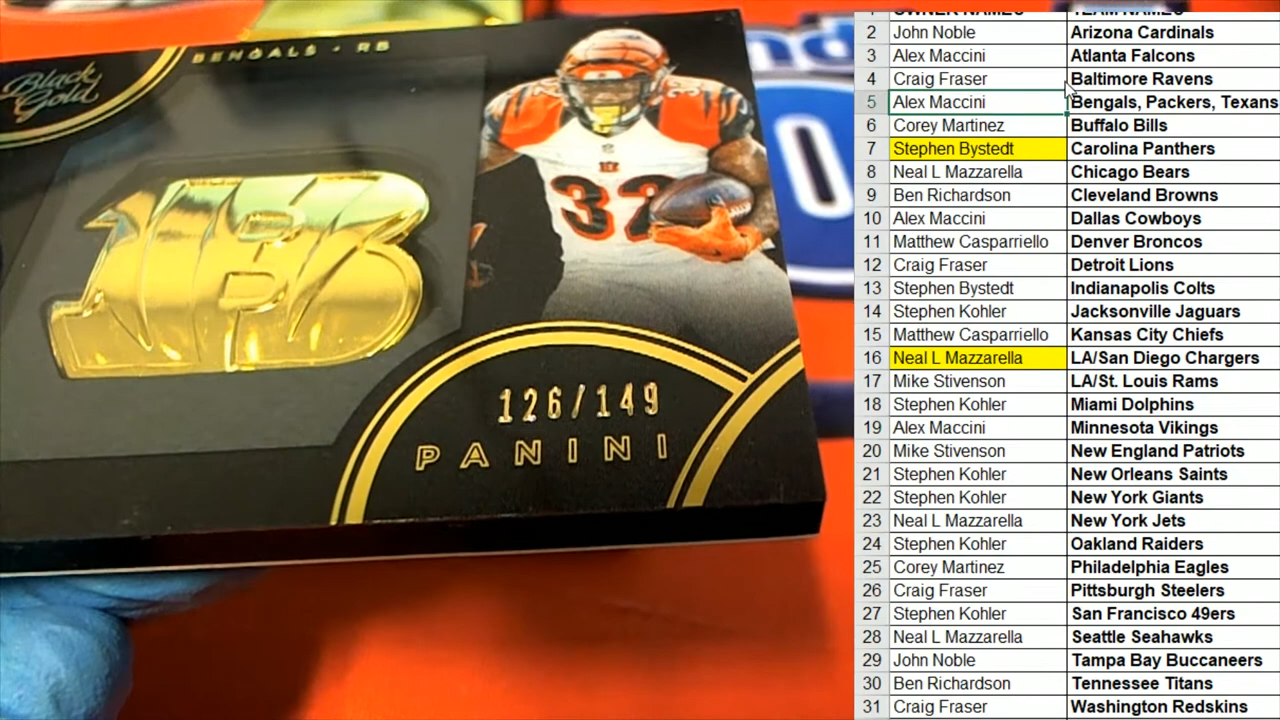 BENGALS • RB
Black
Gold
32
126/149
PANINI
1 OWNER NAMES TEAM NAMES
2 John Noble Arizona Cardinals
3 Alex Maccini Atlanta Falcons
4 Craig Fraser Baltimore Ravens
5 Alex Maccini Bengals, Packers, Texans
6 Corey Martinez Buffalo Bills
7 Stephen Bystedt Carolina Panthers
8 Neal L Mazzarella Chicago Bears
9 Ben Richardson Cleveland Browns
10 Alex Maccini Dallas Cowboys
11 Matthew Casparriello Denver Broncos
12 Craig Fraser Detroit Lions
13 Stephen Bystedt Indianapolis Colts
14 Stephen Kohler Jacksonville Jaguars
15 Matthew Casparriello Kansas City Chiefs
16 Neal L Mazzarella LA/San Diego Chargers
17 Mike Stivenson LA/St. Louis Rams
18 Stephen Kohler Miami Dolphins
19 Alex Maccini Minnesota Vikings
20 Mike Stivenson New England Patriots
21 Stephen Kohler New Orleans Saints
22 Stephen Kohler New York Giants
23 Neal L Mazzarella New York Jets
24 Stephen Kohler Oakland Raiders
25 Corey Martinez Philadelphia Eagles
26 Craig Fraser Pittsburgh Steelers
27 Stephen Kohler San Francisco 49ers
28 Neal L Mazzarella Seattle Seahawks
29 John Noble Tampa Bay Buccaneers
30 Ben Richardson Tennessee Titans
31 Craig Fraser Washington Redskins